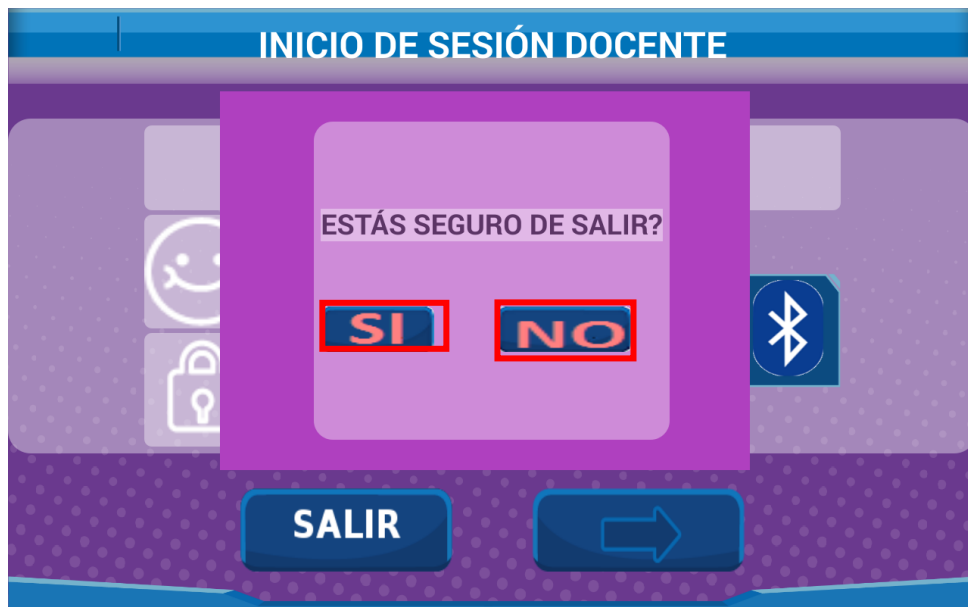 INICIO DE SESIÓN DOCENTE
ESTÁS SEGURO DE SALIR?
SI NO
SALIR